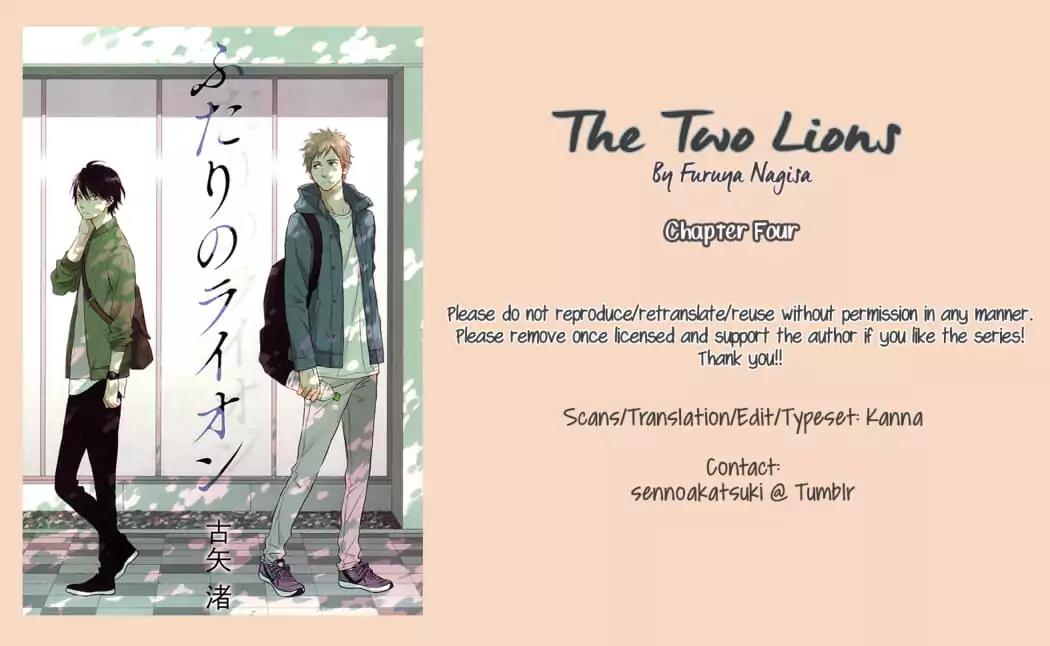 ふたりのライオン
古矢 渚
The Two Lions
By Furuya Nagisa
Chapter Four
Please do not reproduce/retranslate/reuse without permission in any manner.
Please remove once licensed and support the author if you like the series!
Thank you!!
Scans/Translation/Edit/Typeset: Kanna
Contact:
sennoakatsuki @ Tumblr